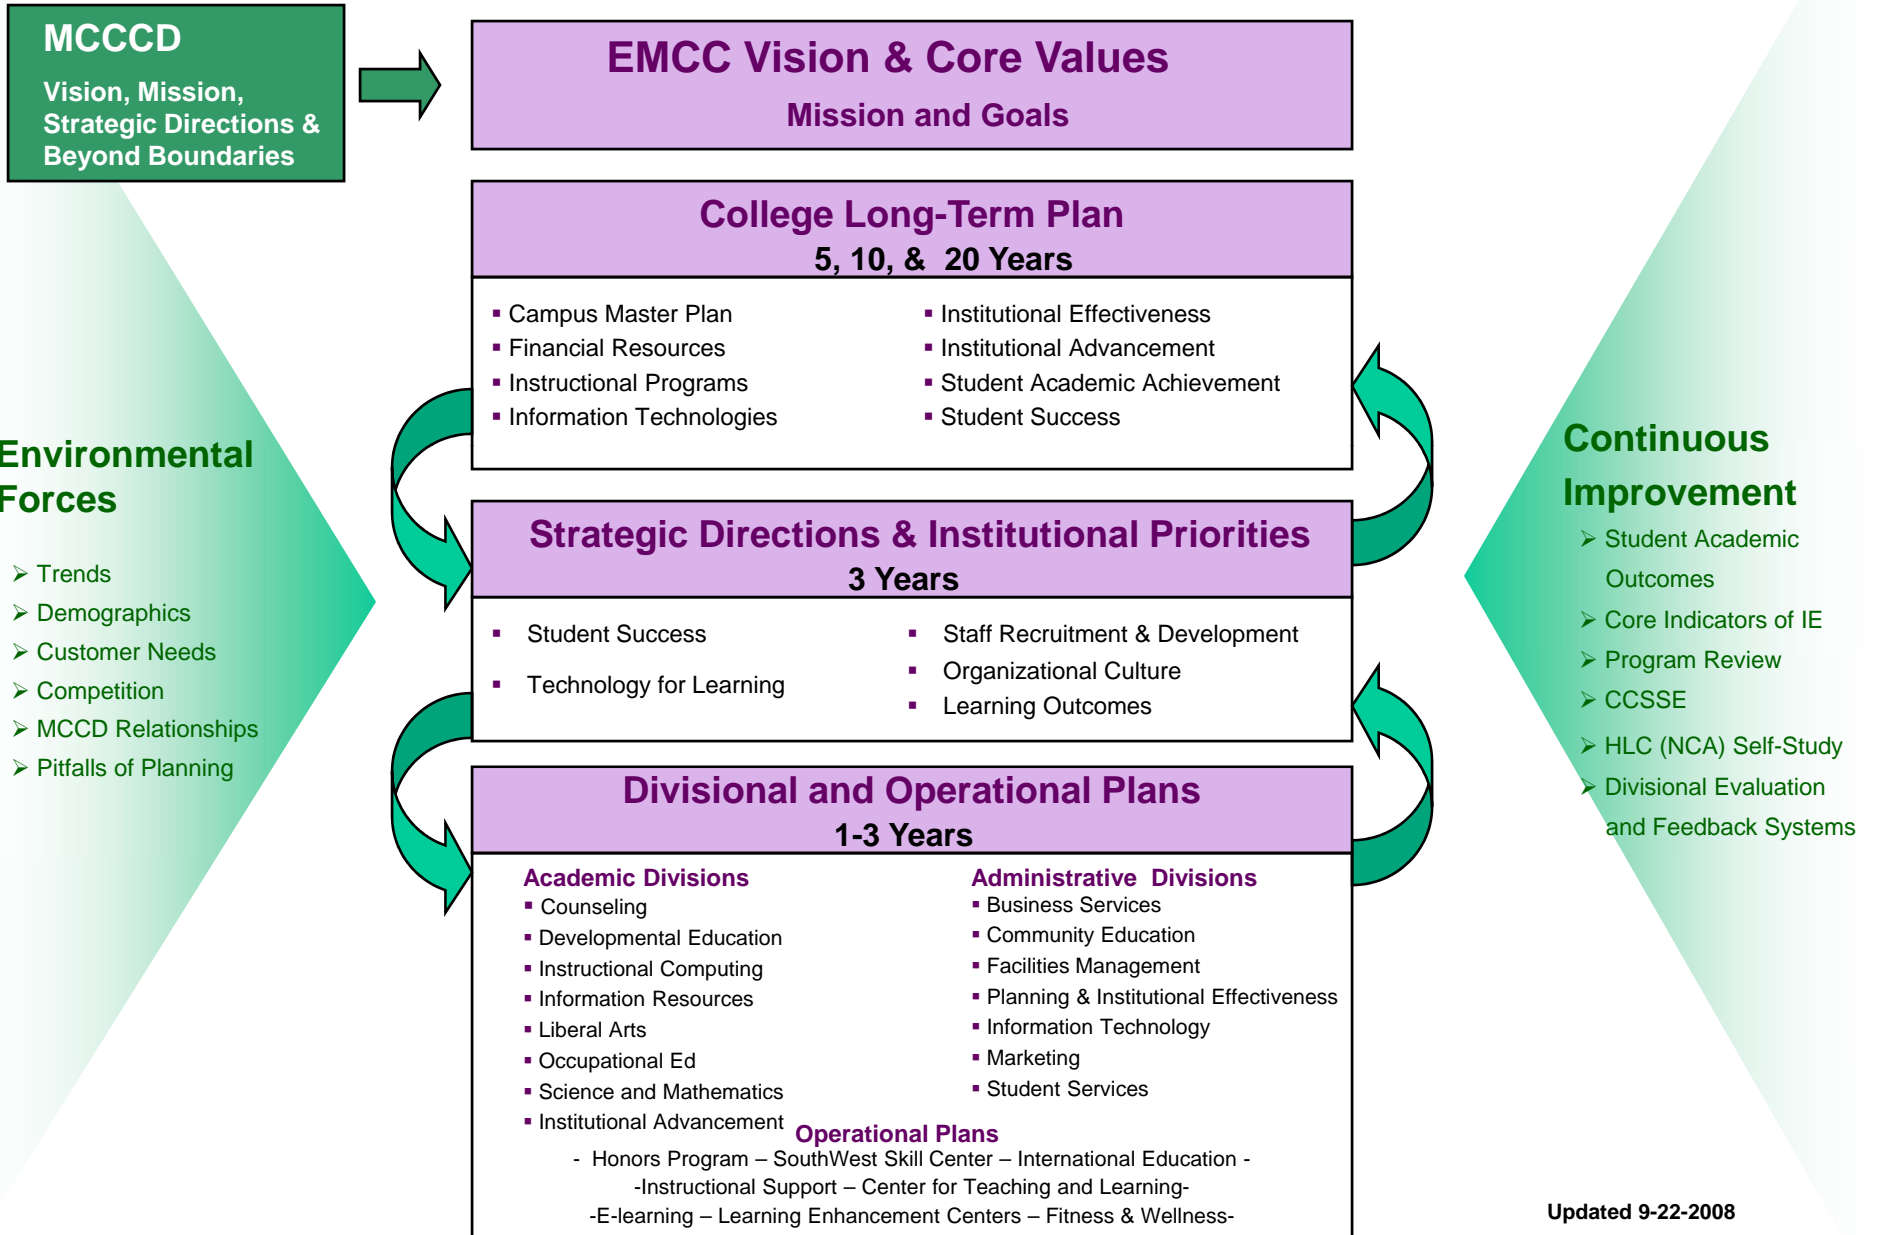 MCCCD
Vision, Mission,
Strategic Directions &
Beyond Boundaries
EMCC Vision & Core Values
Mission and Goals
College Long-Term Plan
5, 10, & 20 Years
▪ Campus Master Plan
▪ Financial Resources
▪ Instructional Programs
▪ Information Technologies
▪ Institutional Effectiveness
▪ Institutional Advancement
▪ Student Academic Achievement
▪ Student Success
Environmental
Forces
➢ Trends
➢ Demographics
➢ Customer Needs
➢ Competition
➢ MCCD Relationships
➢ Pitfalls of Planning
Strategic Directions & Institutional Priorities
3 Years
▪ Student Success
▪ Technology for Learning
▪ Staff Recruitment & Development
▪ Organizational Culture
▪ Learning Outcomes
Continuous
Improvement
➢ Student Academic
Outcomes
➢ Core Indicators of IE
➢ Program Review
➢ CCSSE
➢ HLC (NCA) Self-Study
➢ Divisional Evaluation
and Feedback Systems
Divisional and Operational Plans
1-3 Years
Academic Divisions
▪ Counseling
▪ Developmental Education
▪ Instructional Computing
▪ Information Resources
▪ Liberal Arts
▪ Occupational Ed
▪ Science and Mathematics
▪ Institutional Advancement
Administrative Divisions
▪ Business Services
▪ Community Education
▪ Facilities Management
▪ Planning & Institutional Effectiveness
▪ Information Technology
▪ Marketing
▪ Student Services
Operational Plans
- Honors Program – SouthWest Skill Center – International Education -
-Instructional Support – Center for Teaching and Learning-
-E-learning – Learning Enhancement Centers – Fitness & Wellness-
Updated 9-22-2008